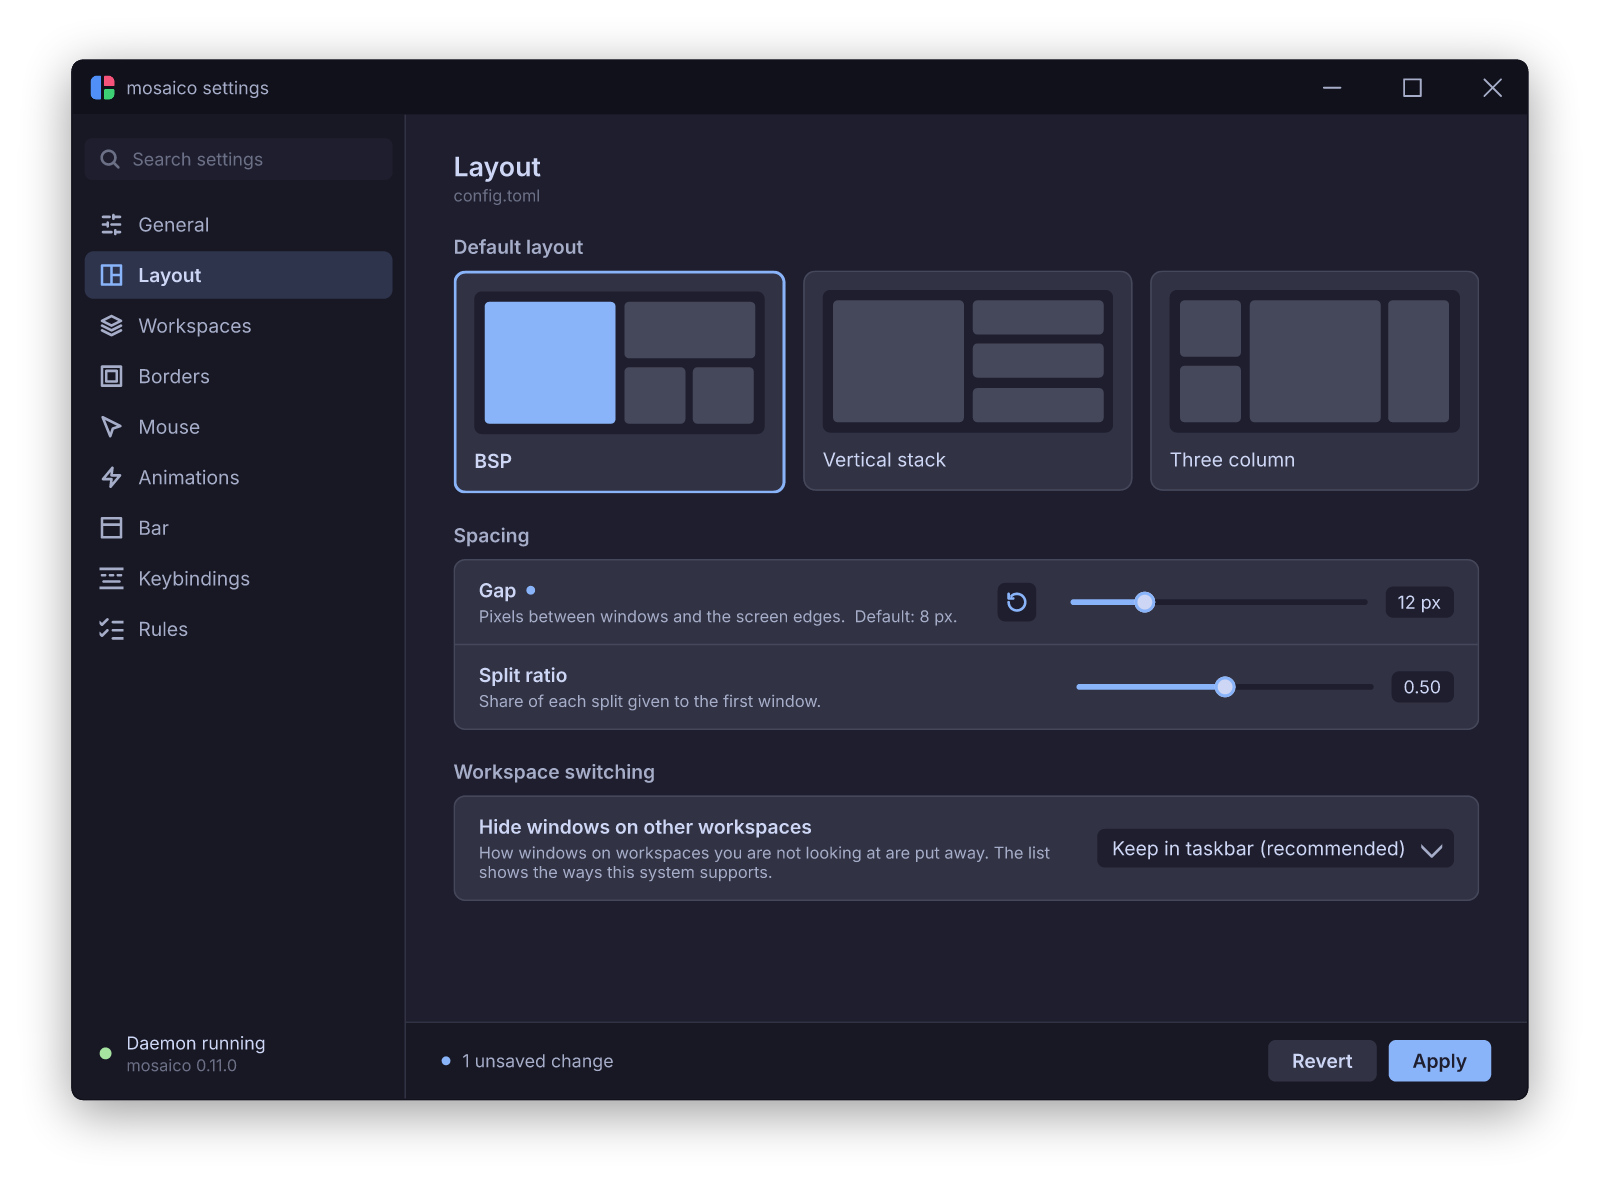 mosaico settings
Search settings
General
Layout
Workspaces
Borders
Mouse
Animations
Bar
Keybindings
Rules
Daemon running
mosaico 0.11.0
Layout
config.toml
Default layout
BSP
Vertical stack
Three column
Spacing
Gap
Pixels between windows and the screen edges. Default: 8 px.
12 px
Split ratio
Share of each split given to the first window.
0.50
Workspace switching
Hide windows on other workspaces
How windows on workspaces you are not looking at are put away. The list
shows the ways this system supports.
Keep in taskbar (recommended)
1 unsaved change
Revert
Apply